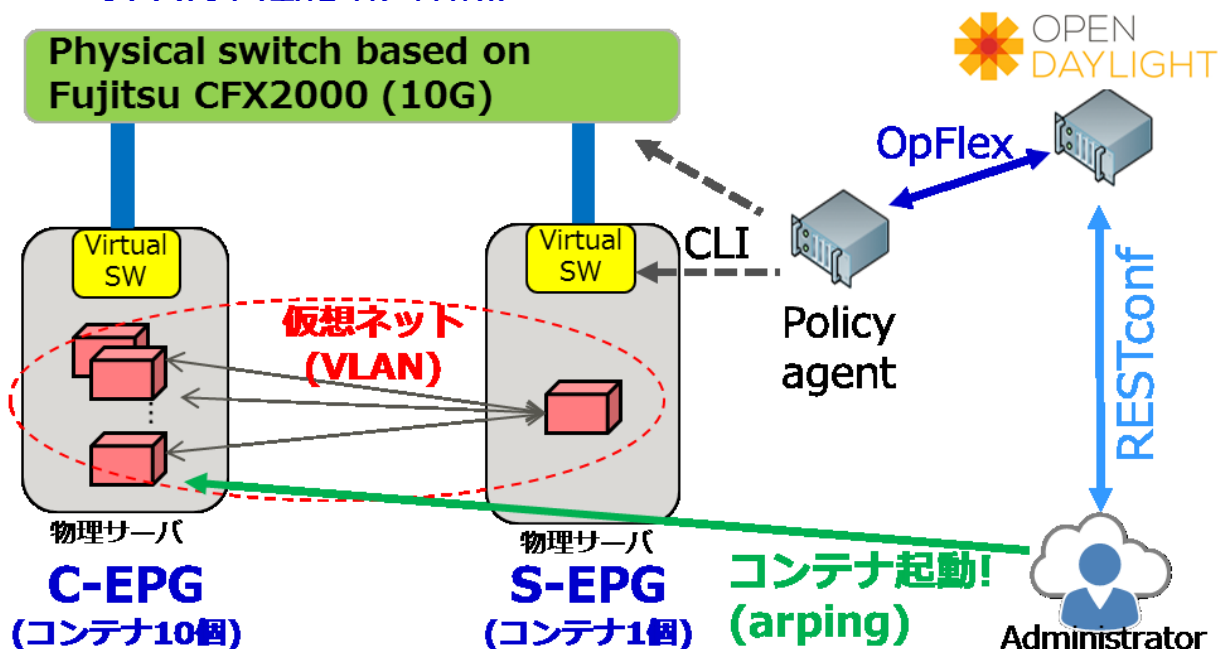 Physical switch based on
Fujitsu CFX2000 (10G)
OPEN
DAYLIGHT
OpFlex
Virtual
SW
Virtual
SW
CLI
Policy
agent
RESTconf
仮想ネット
(VLAN)
物理サーバ
C-EPG
(コンテナ10個)
物理サーバ
S-EPG
(コンテナ1個)
コンテナ起動!
(arping)
Administrator